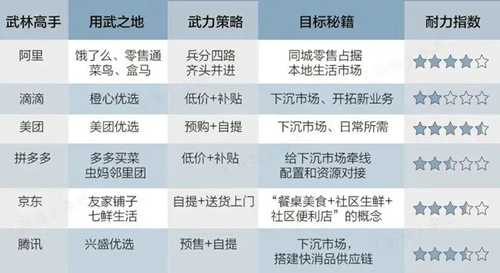 武林高手 用武之地 武力策略 目标秘籍 耐力指数
阿里 饿了么、零售通 兵分四路 同城零售占据
菜鸟、盒马 齐头并进 本地生活市场
滴滴 橙心优选 低价+补贴 下沉市场、开拓新业务
美团 美团优选 预购+自提 下沉市场、日常所需
拼多多 多多买菜 低价+补贴 给下沉市场牵线
虫妈邻里团 配置和资源对接
京东 友家铺子 自提+送货上门 “餐桌美食+社区生鲜+
七鲜生活 社区便利店”的概念
腾讯 兴盛优选 预售+自提 下沉市场,
搭建快消品供应链